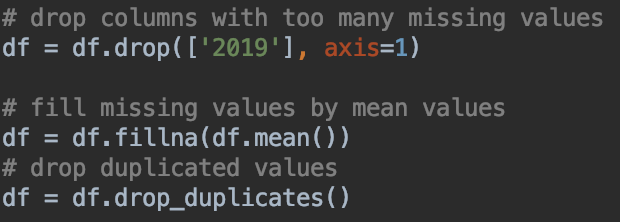 # drop columns with too many missing values
df = df.drop(['2019'], axis=1)
# fill missing values by mean values
df = df.fillna(df.mean())
# drop duplicated values
df = df.drop_duplicates()